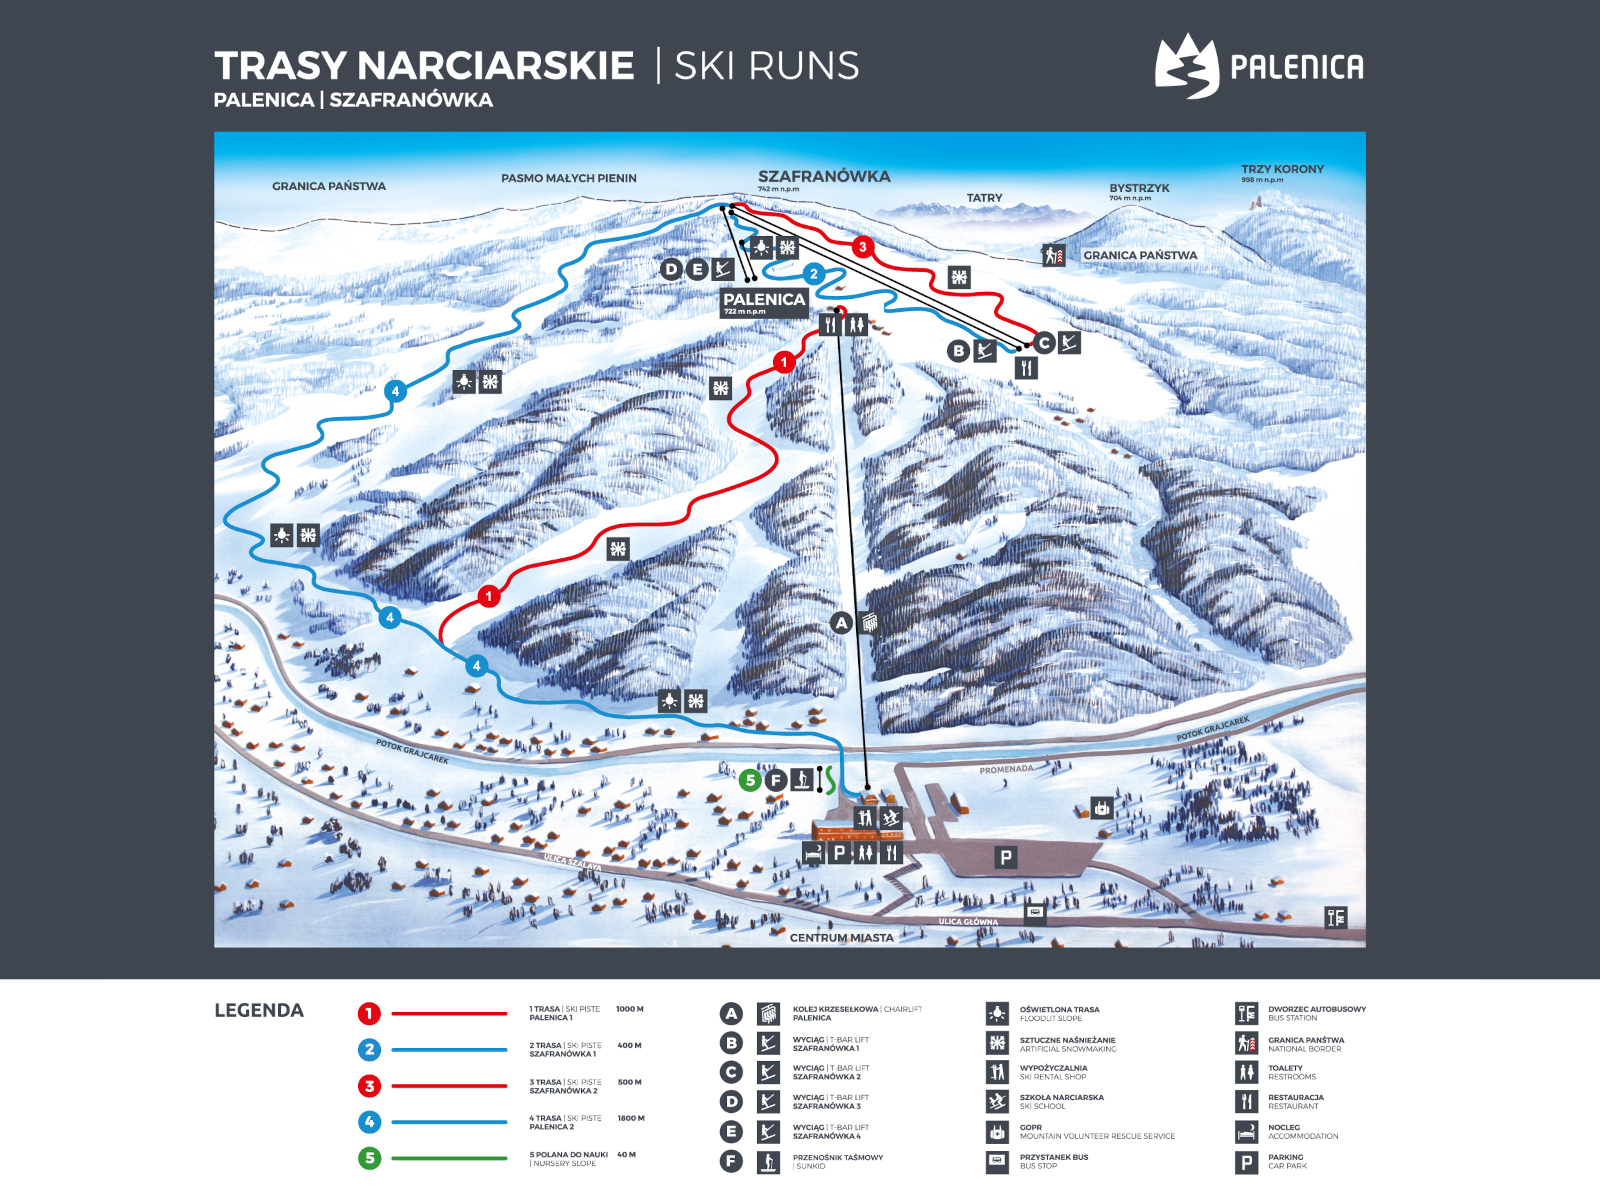 TRASY NARCIARSKIE | SKI RUNS
PALENICA | SZAFRANÓWKA
PALENICA
GRANICA PAŃSTWA
PASMO MAŁYCH PIENIN
SZAFRANÓWKA
742 m n.p.m
TATRY
BYSTRZYK
704 m n.p.m
TRZY KORONY
998 m n.p.m
GRANICA PAŃSTWA
3
D E
2
PALENICA
722 m n.p.m
B
C
1
4
1
A
4
4
POTOK GRAJCAREK
POTOK GRAJCAREK
PROMENADA
5 F
P
P
ULICA SZALAYA
ULICA GŁÓWNA
CENTRUM MIASTA
LEGENDA
1
1 TRASA | SKI PISTE 1000 M
PALENICA 1
2
2 TRASA | SKI PISTE 400 M
SZAFRANÓWKA 1
3
3 TRASA | SKI PISTE 500 M
SZAFRANÓWKA 2
4
4 TRASA | SKI PISTE 1800 M
PALENICA 2
5
5 POLANA DO NAUKI 40 M
| NURSERY SLOPE
A
KOLEJ KRZESEŁKOWA | CHAIRLIFT
PALENICA
B
WYCIĄG | T-BAR LIFT
SZAFRANÓWKA 1
C
WYCIĄG | T-BAR LIFT
SZAFRANÓWKA 2
D
WYCIĄG | T-BAR LIFT
SZAFRANÓWKA 3
E
WYCIĄG | T-BAR LIFT
SZAFRANÓWKA 4
F
PRZENOŚNIK TAŚMOWY
| SUNKID
OŚWIETLONA TRASA
FLOODLIT SLOPE
SZTUCZNE NAŚNIEŻANIE
ARTIFICIAL SNOWMAKING
WYPOŻYCZALNIA
SKI RENTAL SHOP
SZKOŁA NARCIARSKA
SKI SCHOOL
GOPR
MOUNTAIN VOLUNTEER RESCUE SERVICE
PRZYSTANEK BUS
BUS STOP
DWORZEC AUTOBUSOWY
BUS STATION
GRANICA PAŃSTWA
NATIONAL BORDER
TOALETY
RESTROOMS
RESTAURACJA
RESTAURANT
NOCLEG
ACCOMMODATION
P
PARKING
CAR PARK